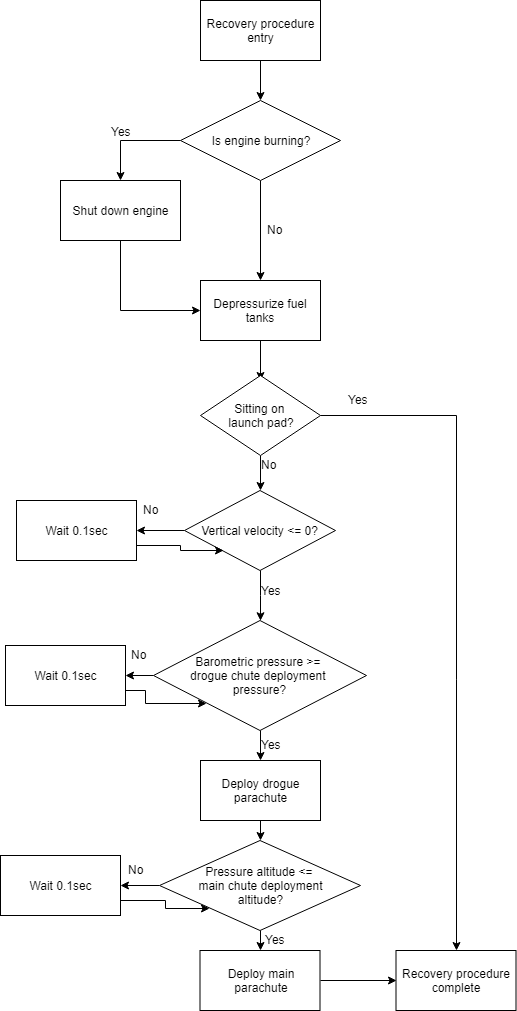 Recovery procedure
entry
Is engine burning?
Yes
Shut down engine
No
Depressurize fuel
tanks
Sitting on
launch pad?
Yes
No
Vertical velocity <= 0?
No
Wait 0.1sec
Yes
Barometric pressure >=
drogue chute deployment
pressure?
No
Wait 0.1sec
Yes
Deploy drogue
parachute
Pressure altitude <=
main chute deployment
altitude?
No
Wait 0.1sec
Yes
Deploy main
parachute
Recovery procedure
complete